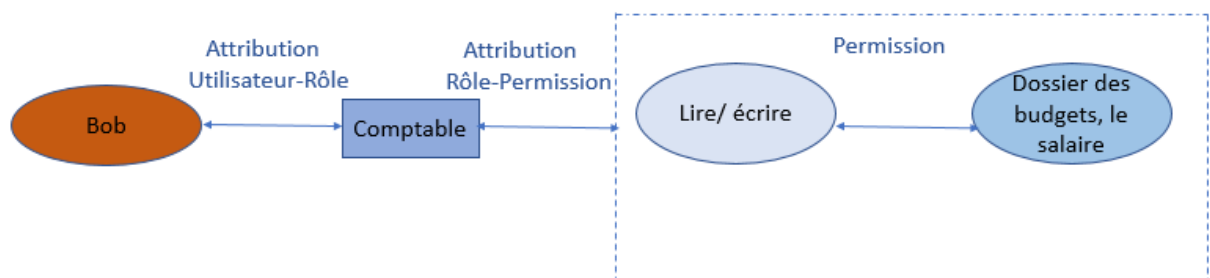 Attribution
Utilisateur-Rôle
Attribution
Rôle-Permission
Permission
Bob
Comptable
Lire/ écrire
Dossier des
budgets, le
salaire